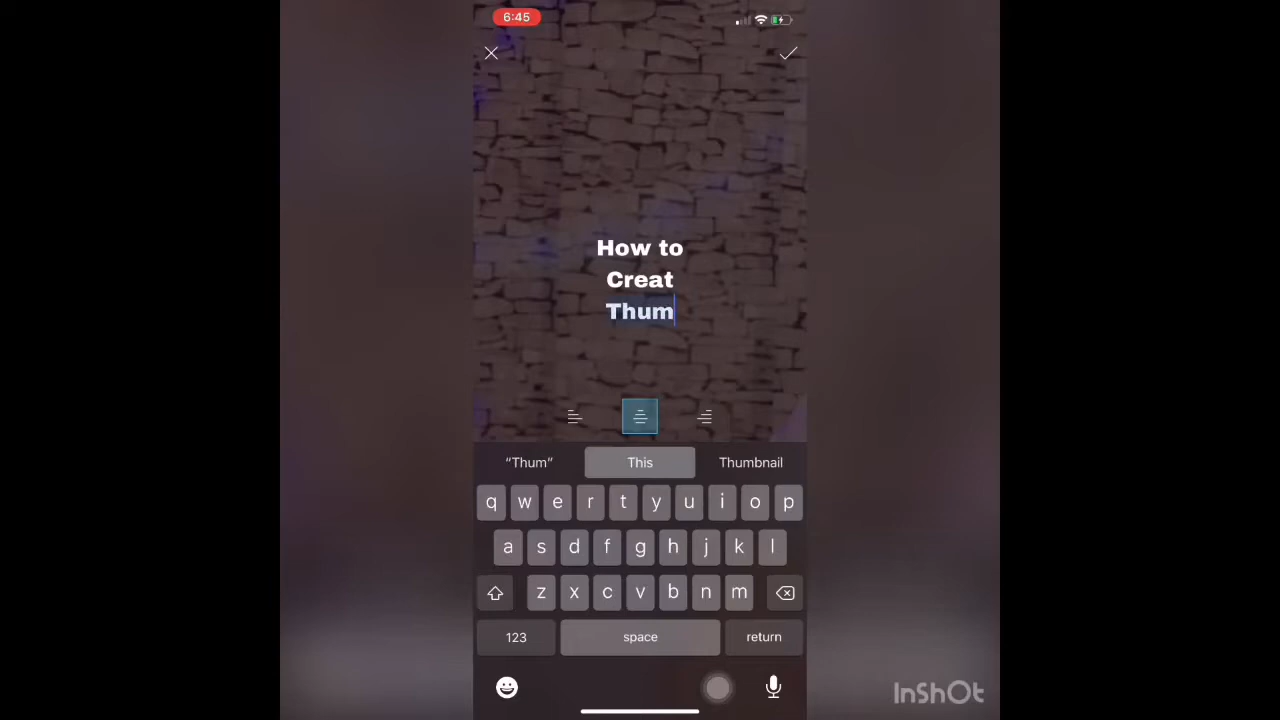 6:45
How to
Creat
Thum
“Thum” This Thumbnail
q w e r t y u i o p
a s d f g h j k l
z x c v b n m
123 space return
InShOt